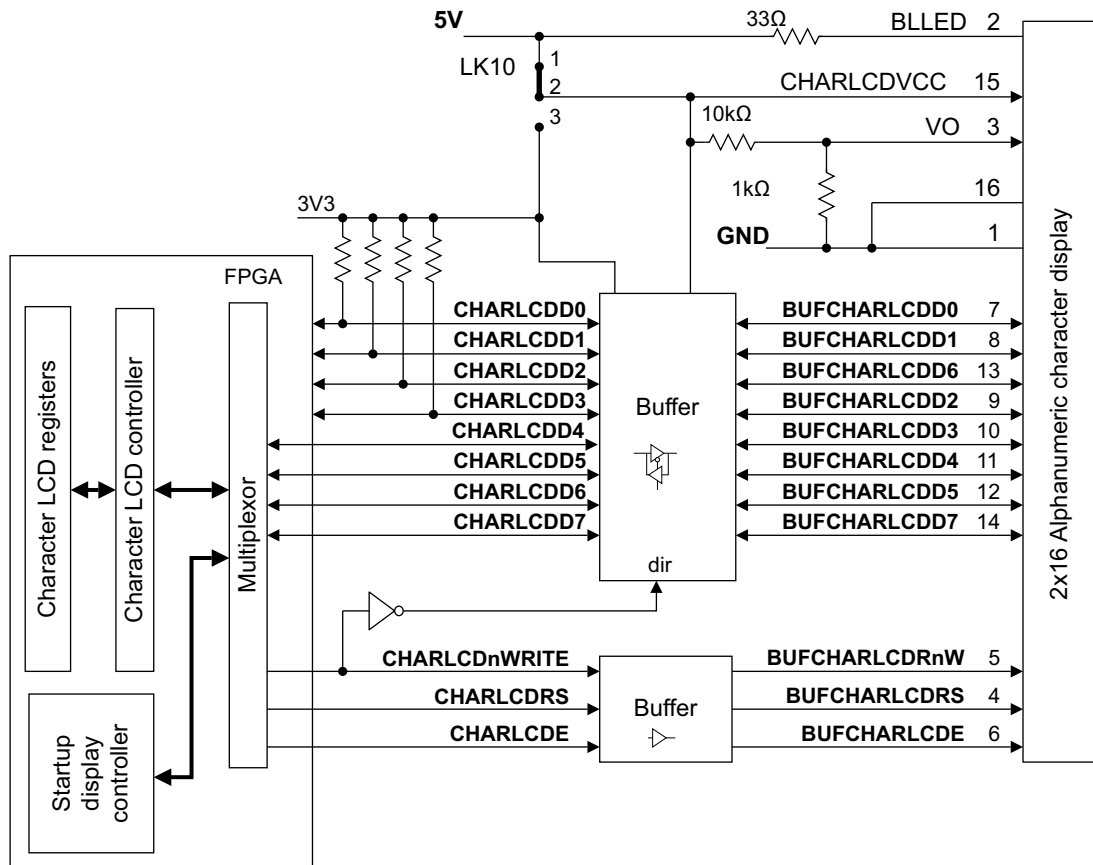 5V
33Ω
BLLED 2
LK10
1
2
3
CHARLCDVCC 15
10kΩ
VO 3
1kΩ
16
3V3
GND
1
FPGA
CHARLCDD0
BUFCHARLCDD0 7
CHARLCDD1
BUFCHARLCDD1 8
CHARLCDD2
BUFCHARLCDD6 13
CHARLCDD3
Buffer
BUFCHARLCDD2 9
CHARLCDD4
BUFCHARLCDD3 10
CHARLCDD5
BUFCHARLCDD4 11
CHARLCDD6
BUFCHARLCDD5 12
CHARLCDD7
BUFCHARLCDD7 14
dir
Character LCD registers
Character LCD controller
Multiplexor
2x16 Alphanumeric character display
CHARLCDnWRITE
BUFCHARLCDRnW 5
CHARLCDRS
Buffer
BUFCHARLCDRS 4
CHARLCDE
BUFCHARLCDE 6
Startup
display
controller